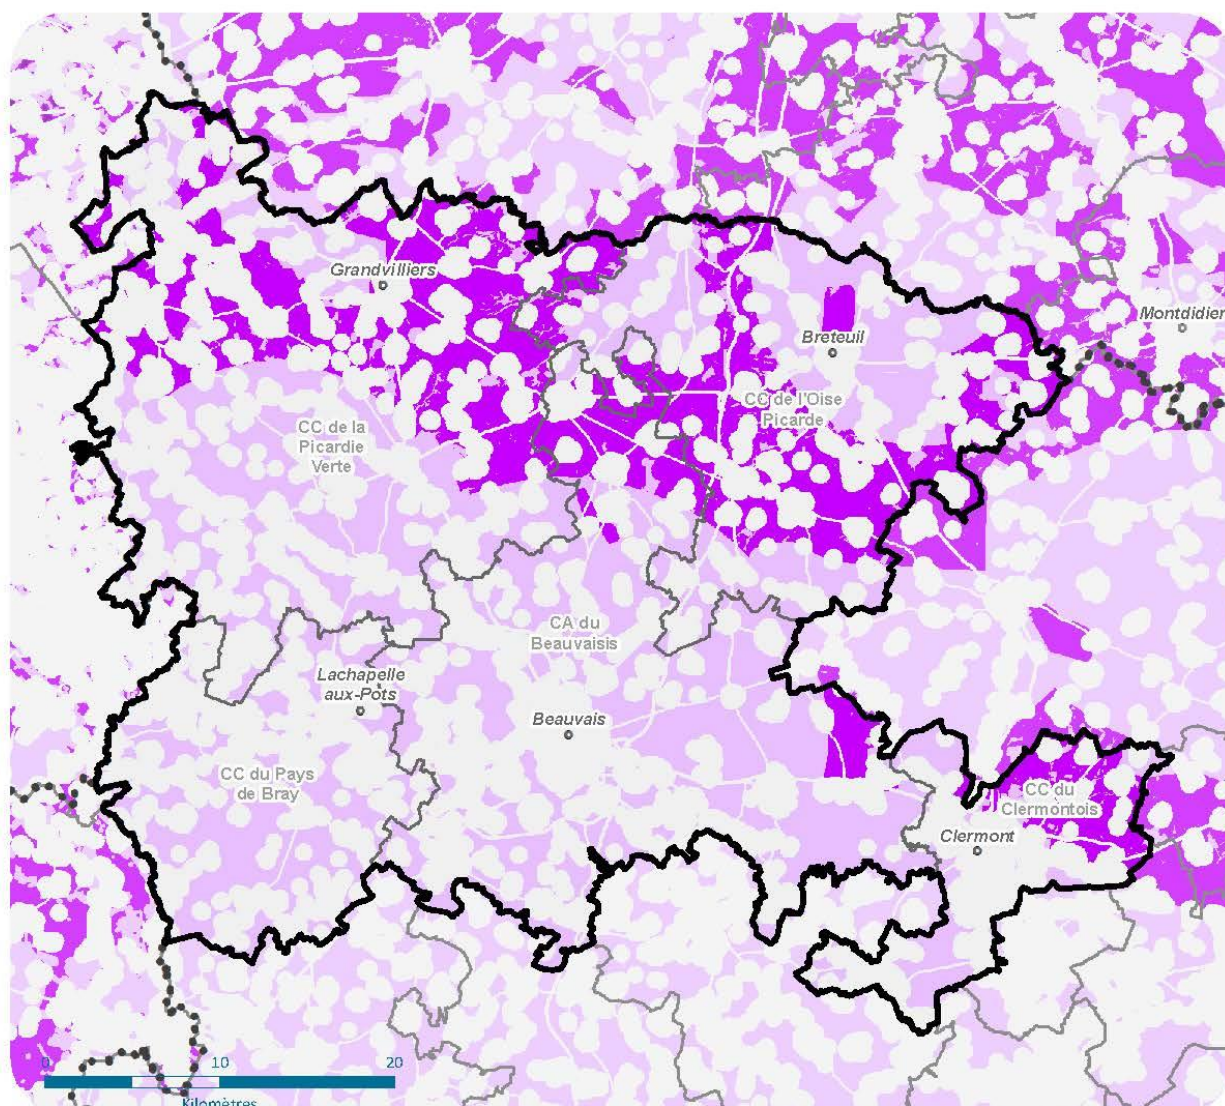 Grandvilliers
Montdidier
Breteuil
CC de l'Oise
Picarde
CC de la
Picardie
Verte
CA du
Beauvaisis
Lachapelle
aux-Pots
Beauvais
CC du Pays
de Bray
CC du
Clermontois
Clermont
0 10 20
Kilomètres